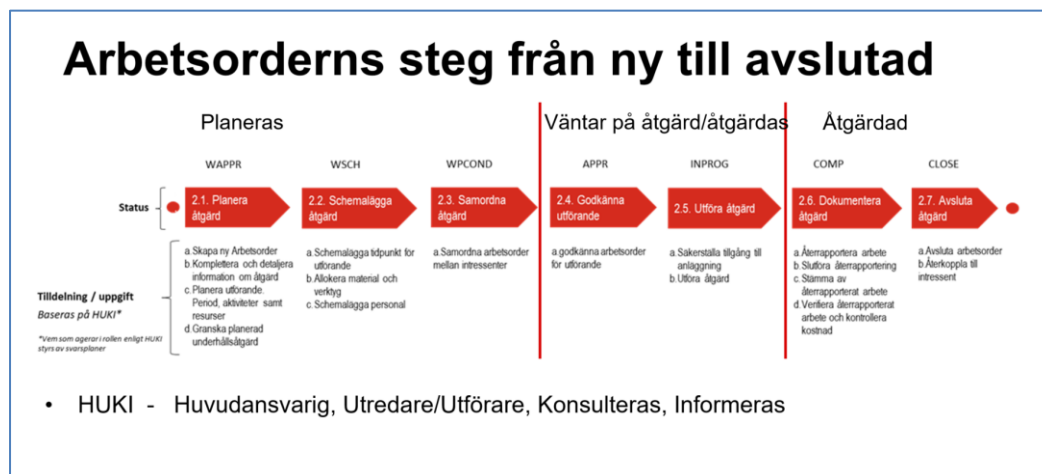 Arbetsorderns steg från ny till avslutad
Planeras
Väntar på åtgärd/åtgärdas
Åtgärdad
WAPPR
WSCH
WPCOND
APPR
INPROG
COMP
CLOSE
Status
2.1. Planera
åtgärd
2.2. Schemalägga
åtgärd
2.3. Samordna
åtgärd
2.4. Godkänna
utförande
2.5. Utföra åtgärd
2.6. Dokumentera
åtgärd
2.7. Avsluta
åtgärd
Tilldelning / uppgift
Baseras på HUKI*
*Vem som agerar i rollen enligt HUKI
styrs av svarsplaner
a. Skapa ny Arbetsorder
b. Komplettera och detaljera
information om åtgärd
c. Planera utförande.
Period, aktiviteter samt
resurser
d. Granska planerad
underhållsåtgärd
a. Schemalägga tidpunkt för
utförande
b. Allokera material och
verktyg
c. Schemalägga personal
a. Samordna arbetsorder
mellan intressenter
a. godkänna arbetsorder
för utförande
a. Säkerställa tillgång till
anläggning
b. Utföra åtgärd
a. Återrapportera arbete
b. Slutföra återrapportering
c. Stämma av
återrapporterat arbete
d. Verifiera återrapporterat
arbete och kontrollera
kostnad
a. Avsluta arbetsorder
b. Återkoppla till
intressent
• HUKI - Huvudansvarig, Utredare/Utförare, Konsulteras, Informeras